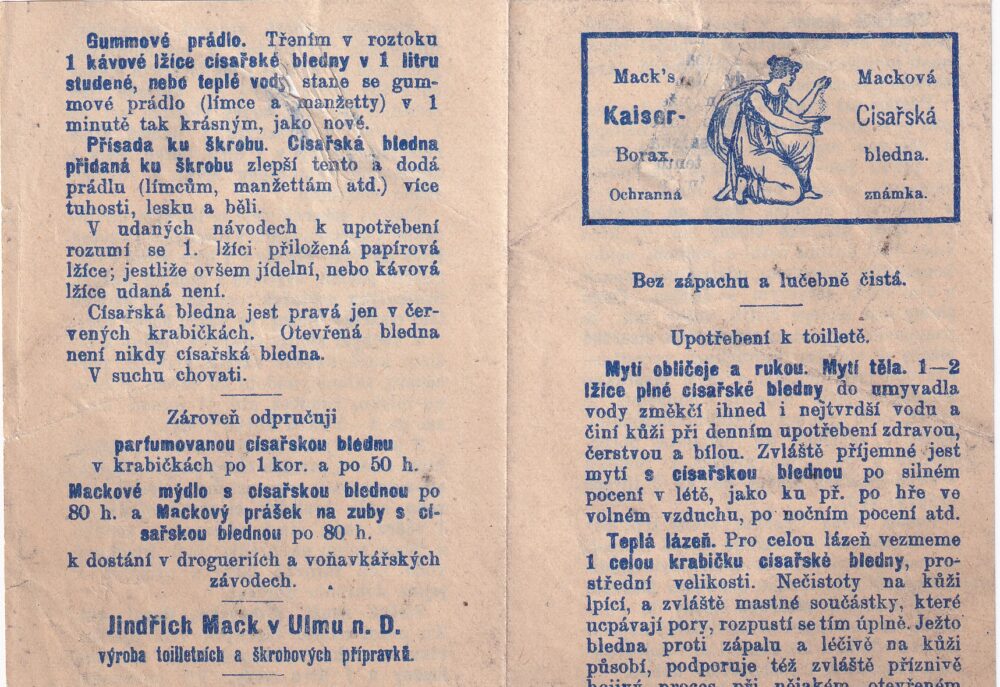 Gummové prádlo. Třením v roztoku
1 kávové lžíce císařské bledny v 1 litru
studené, nebo teplé vody stane se gum-
mové prádlo (límce a manžetty) v 1
minutě tak krásným, jako nové.
Přísada ku škrobu. Císařská bledna
přidaná ku škrobu zlepší tento a dodá
prádlu (límcům, manžettám atd.) více
tuhosti, lesku a běli.
V udaných návodech k upotřebení
rozumí se 1. lžíci přiložená papírová
lžíce; jestliže ovšem jídelní, nebo kávová
lžíce udaná není.
Císařská bledna jest pravá jen v čer-
vených krabičkách. Otevřená bledna
není nikdy císařská bledna.
V suchu chovati.
Zároveň odpručuji
parfumovanou císařskou blednu
v krabičkách po 1 kor. a po 50 h.
Mackové mýdlo s císařskou blednou po
80 h. a Mackový prášek na zuby s cí-
sařskou blednou po 80 h.
k dostání v drogueriích a voňavkářských
závodech.
Jindřich Mack v Ulmu n. D.
výroba toilletních a škrobových přípravků.
Mack's
Kaiser-
Borax.
Ochranná
Macková
Cisařská
bledna.
známka.
Bez zápachu a lučebně čistá.
Upotřebení k toilletě.
Mytí obličeje a rukou. Mytí těla. 1—2
lžíce plné císařské bledny do umyvadla
vody změkčí ihned i nejtvrdší vodu a
činí kůži při denním upotřebení zdravou,
čerstvou a bílou. Zvláště příjemné jest
mytí s císařskou blednou po silném
pocení v létě, jako ku př. po hře ve
volném vzduchu, po nočním pocení atd.
Teplá lázeň. Pro celou lázeň vezmeme
1 celou krabičku císařské bledny, pro-
střední velikosti. Nečistoty na kůži
lpící, a zvláště mastné součástky, které
ucpávají pory, rozpustí se tím úplně. Ježto
bledna proti zápalu a léčivě na kůži
působí, podporuje též zvláště příznivě
hojivý proces při nějakém otevřeném